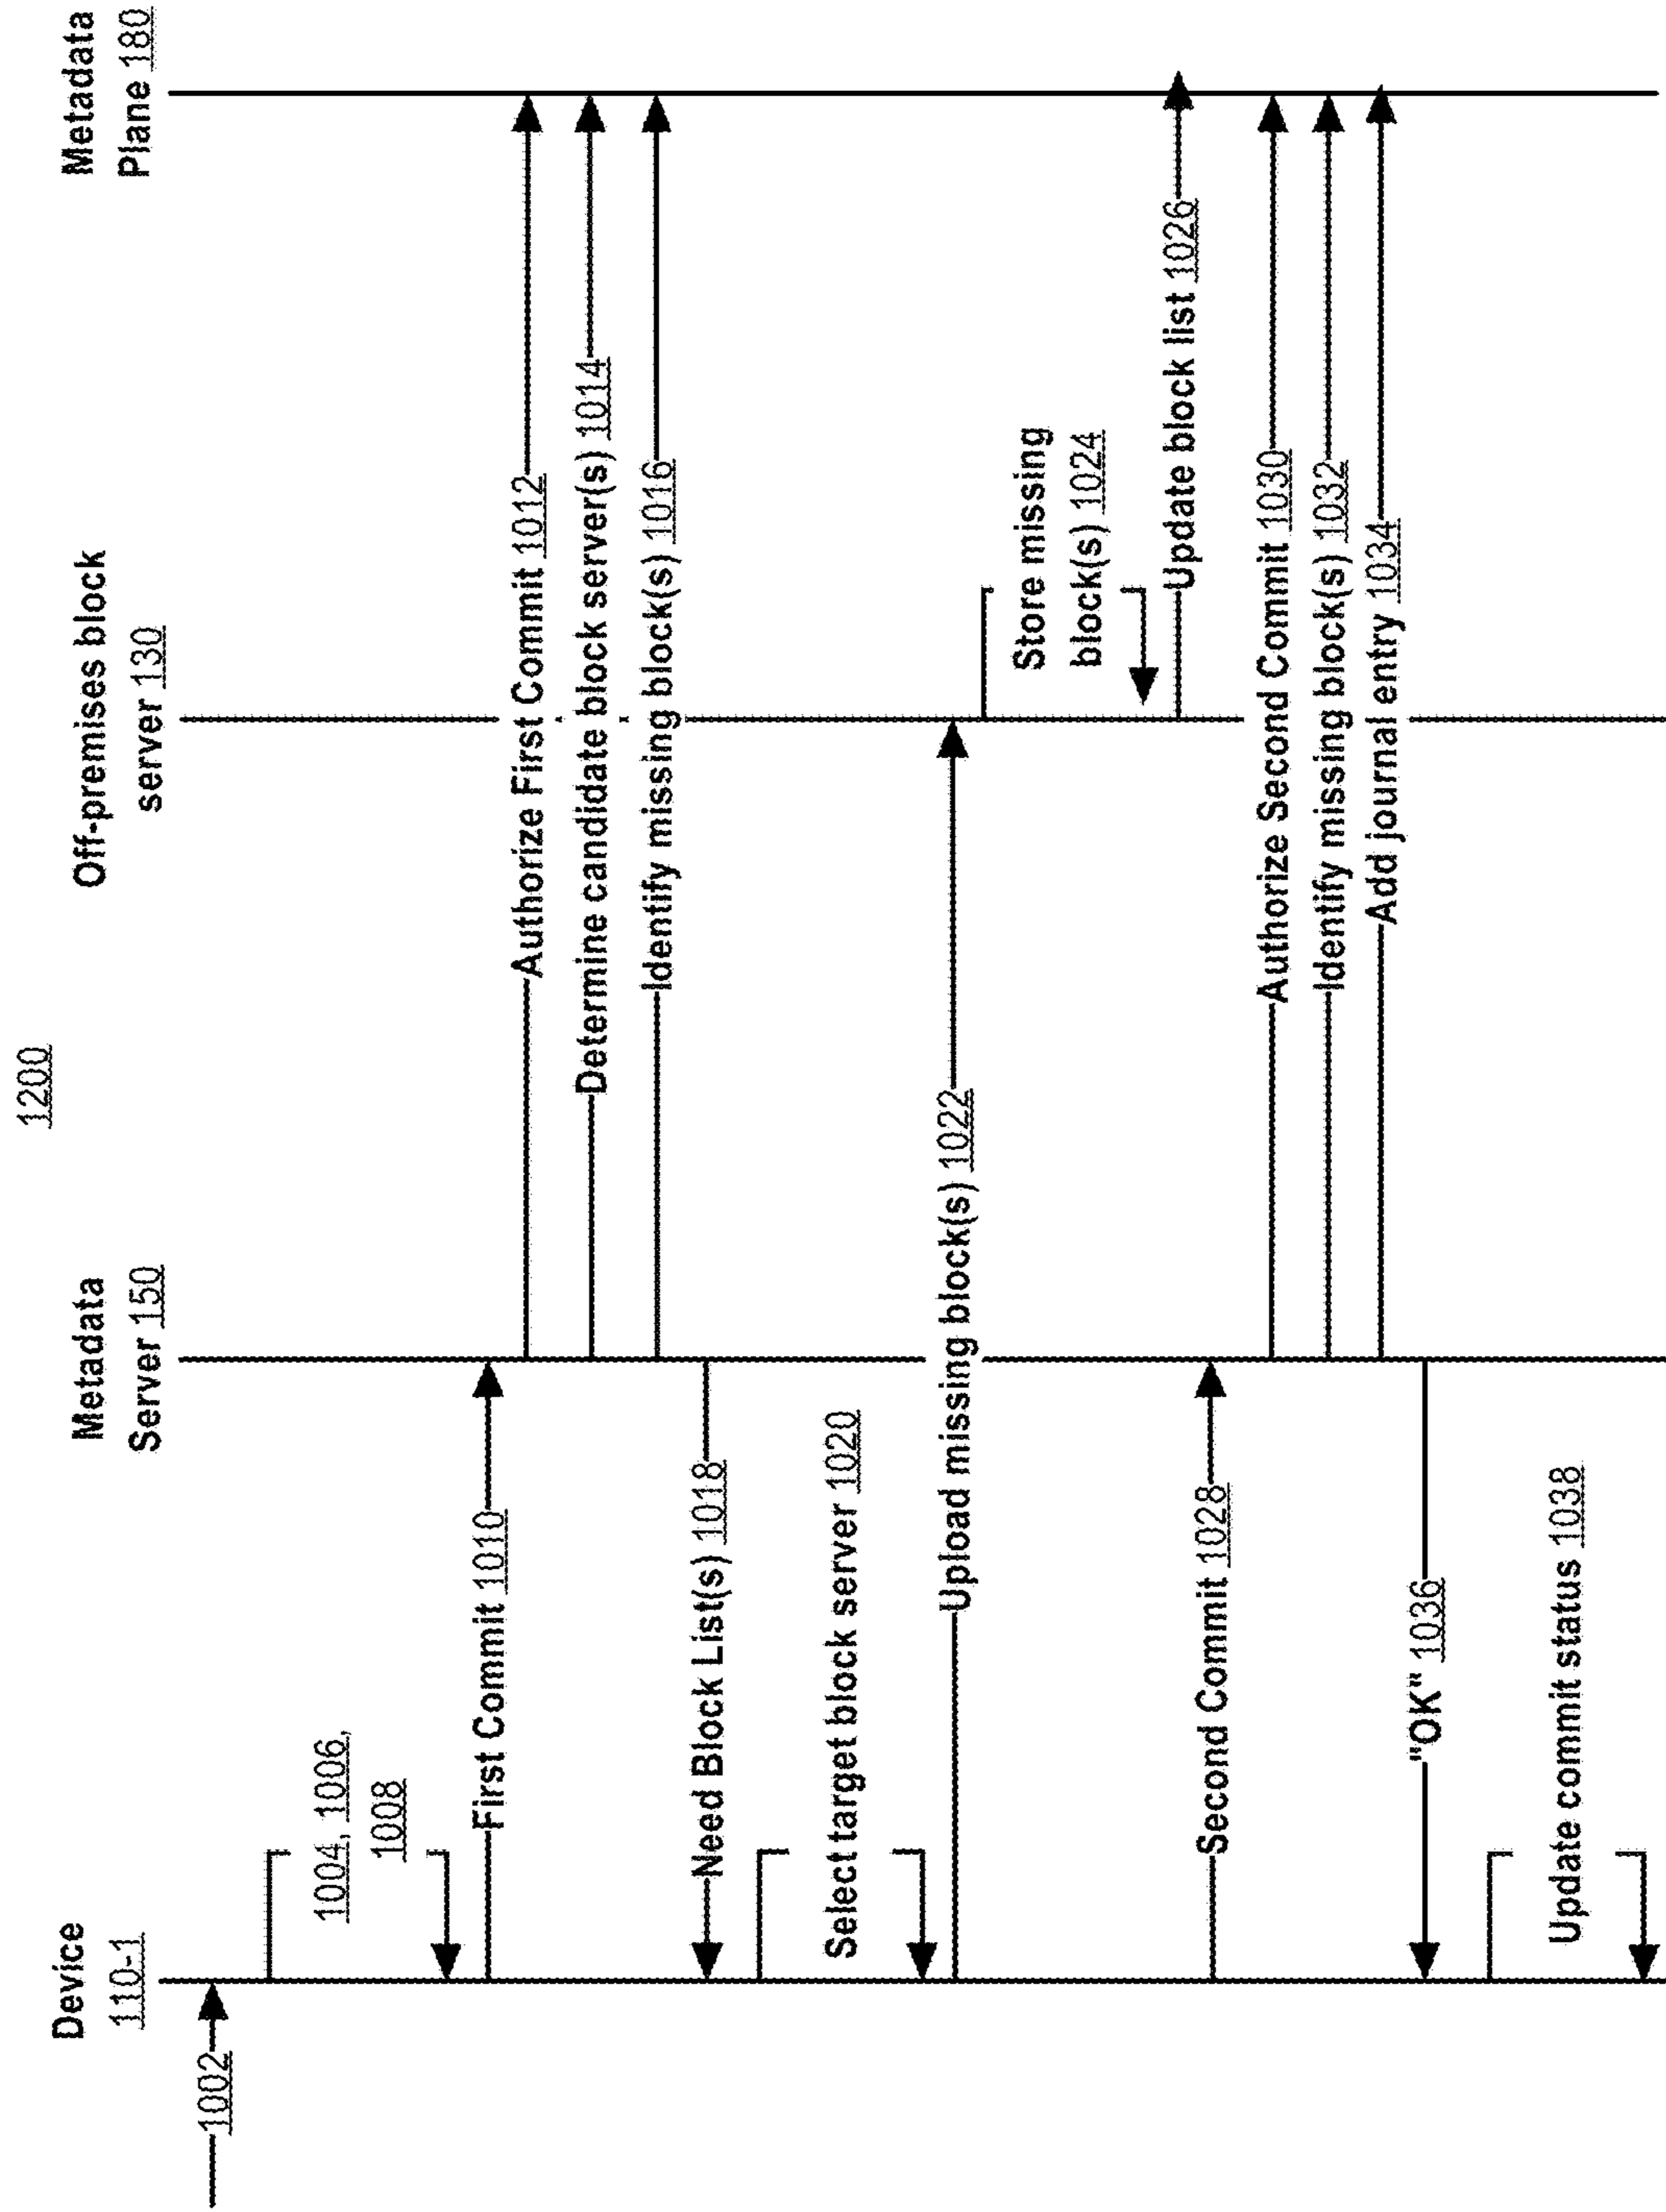 1200
Device
110-1
Metadata
Server 150
Off-premises block
server 130
Metadata
Plane 180
1002
1004, 1006,
1008
First Commit 1010
Authorize First Commit 1012
Determine candidate block server(s) 1014
Identify missing block(s) 1016
Need Block List(s) 1018
Select target block server 1020
Upload missing block(s) 1022
Store missing
block(s) 1024
Update block list 1026
Second Commit 1028
Authorize Second Commit 1030
Identify missing block(s) 1032
Add journal entry 1034
"OK" 1036
Update commit status 1038